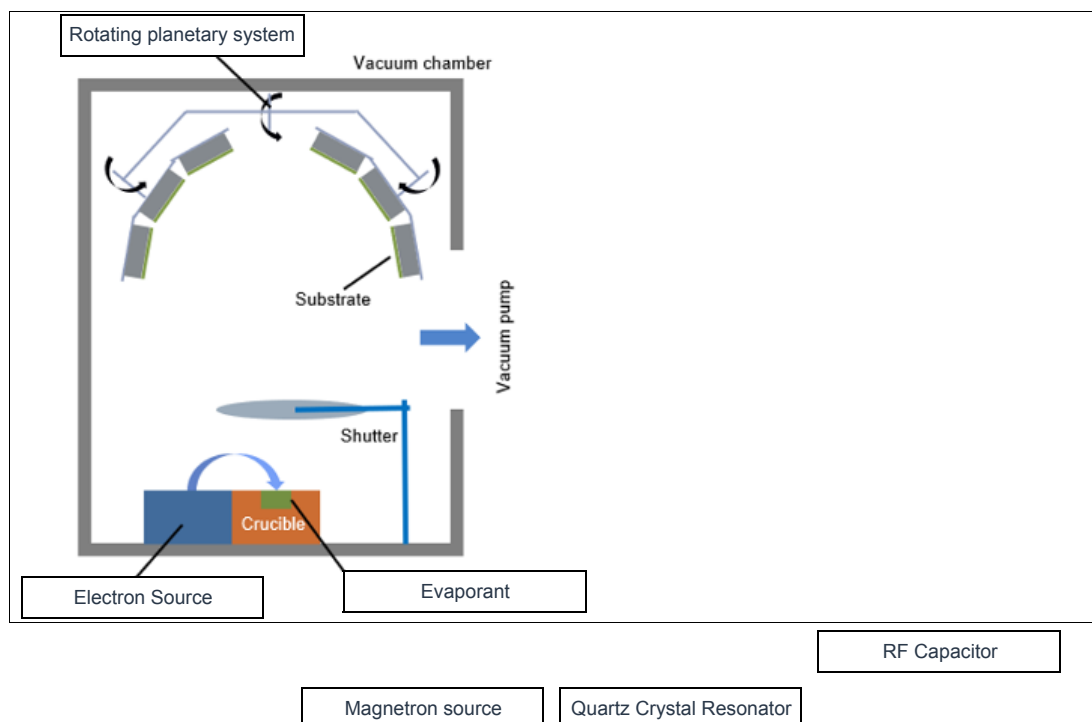 Rotating planetary system
Vacuum chamber
Substrate
Vacuum pump
Shutter
Crucible
Electron Source
Evaporant
RF Capacitor
Magnetron source
Quartz Crystal Resonator